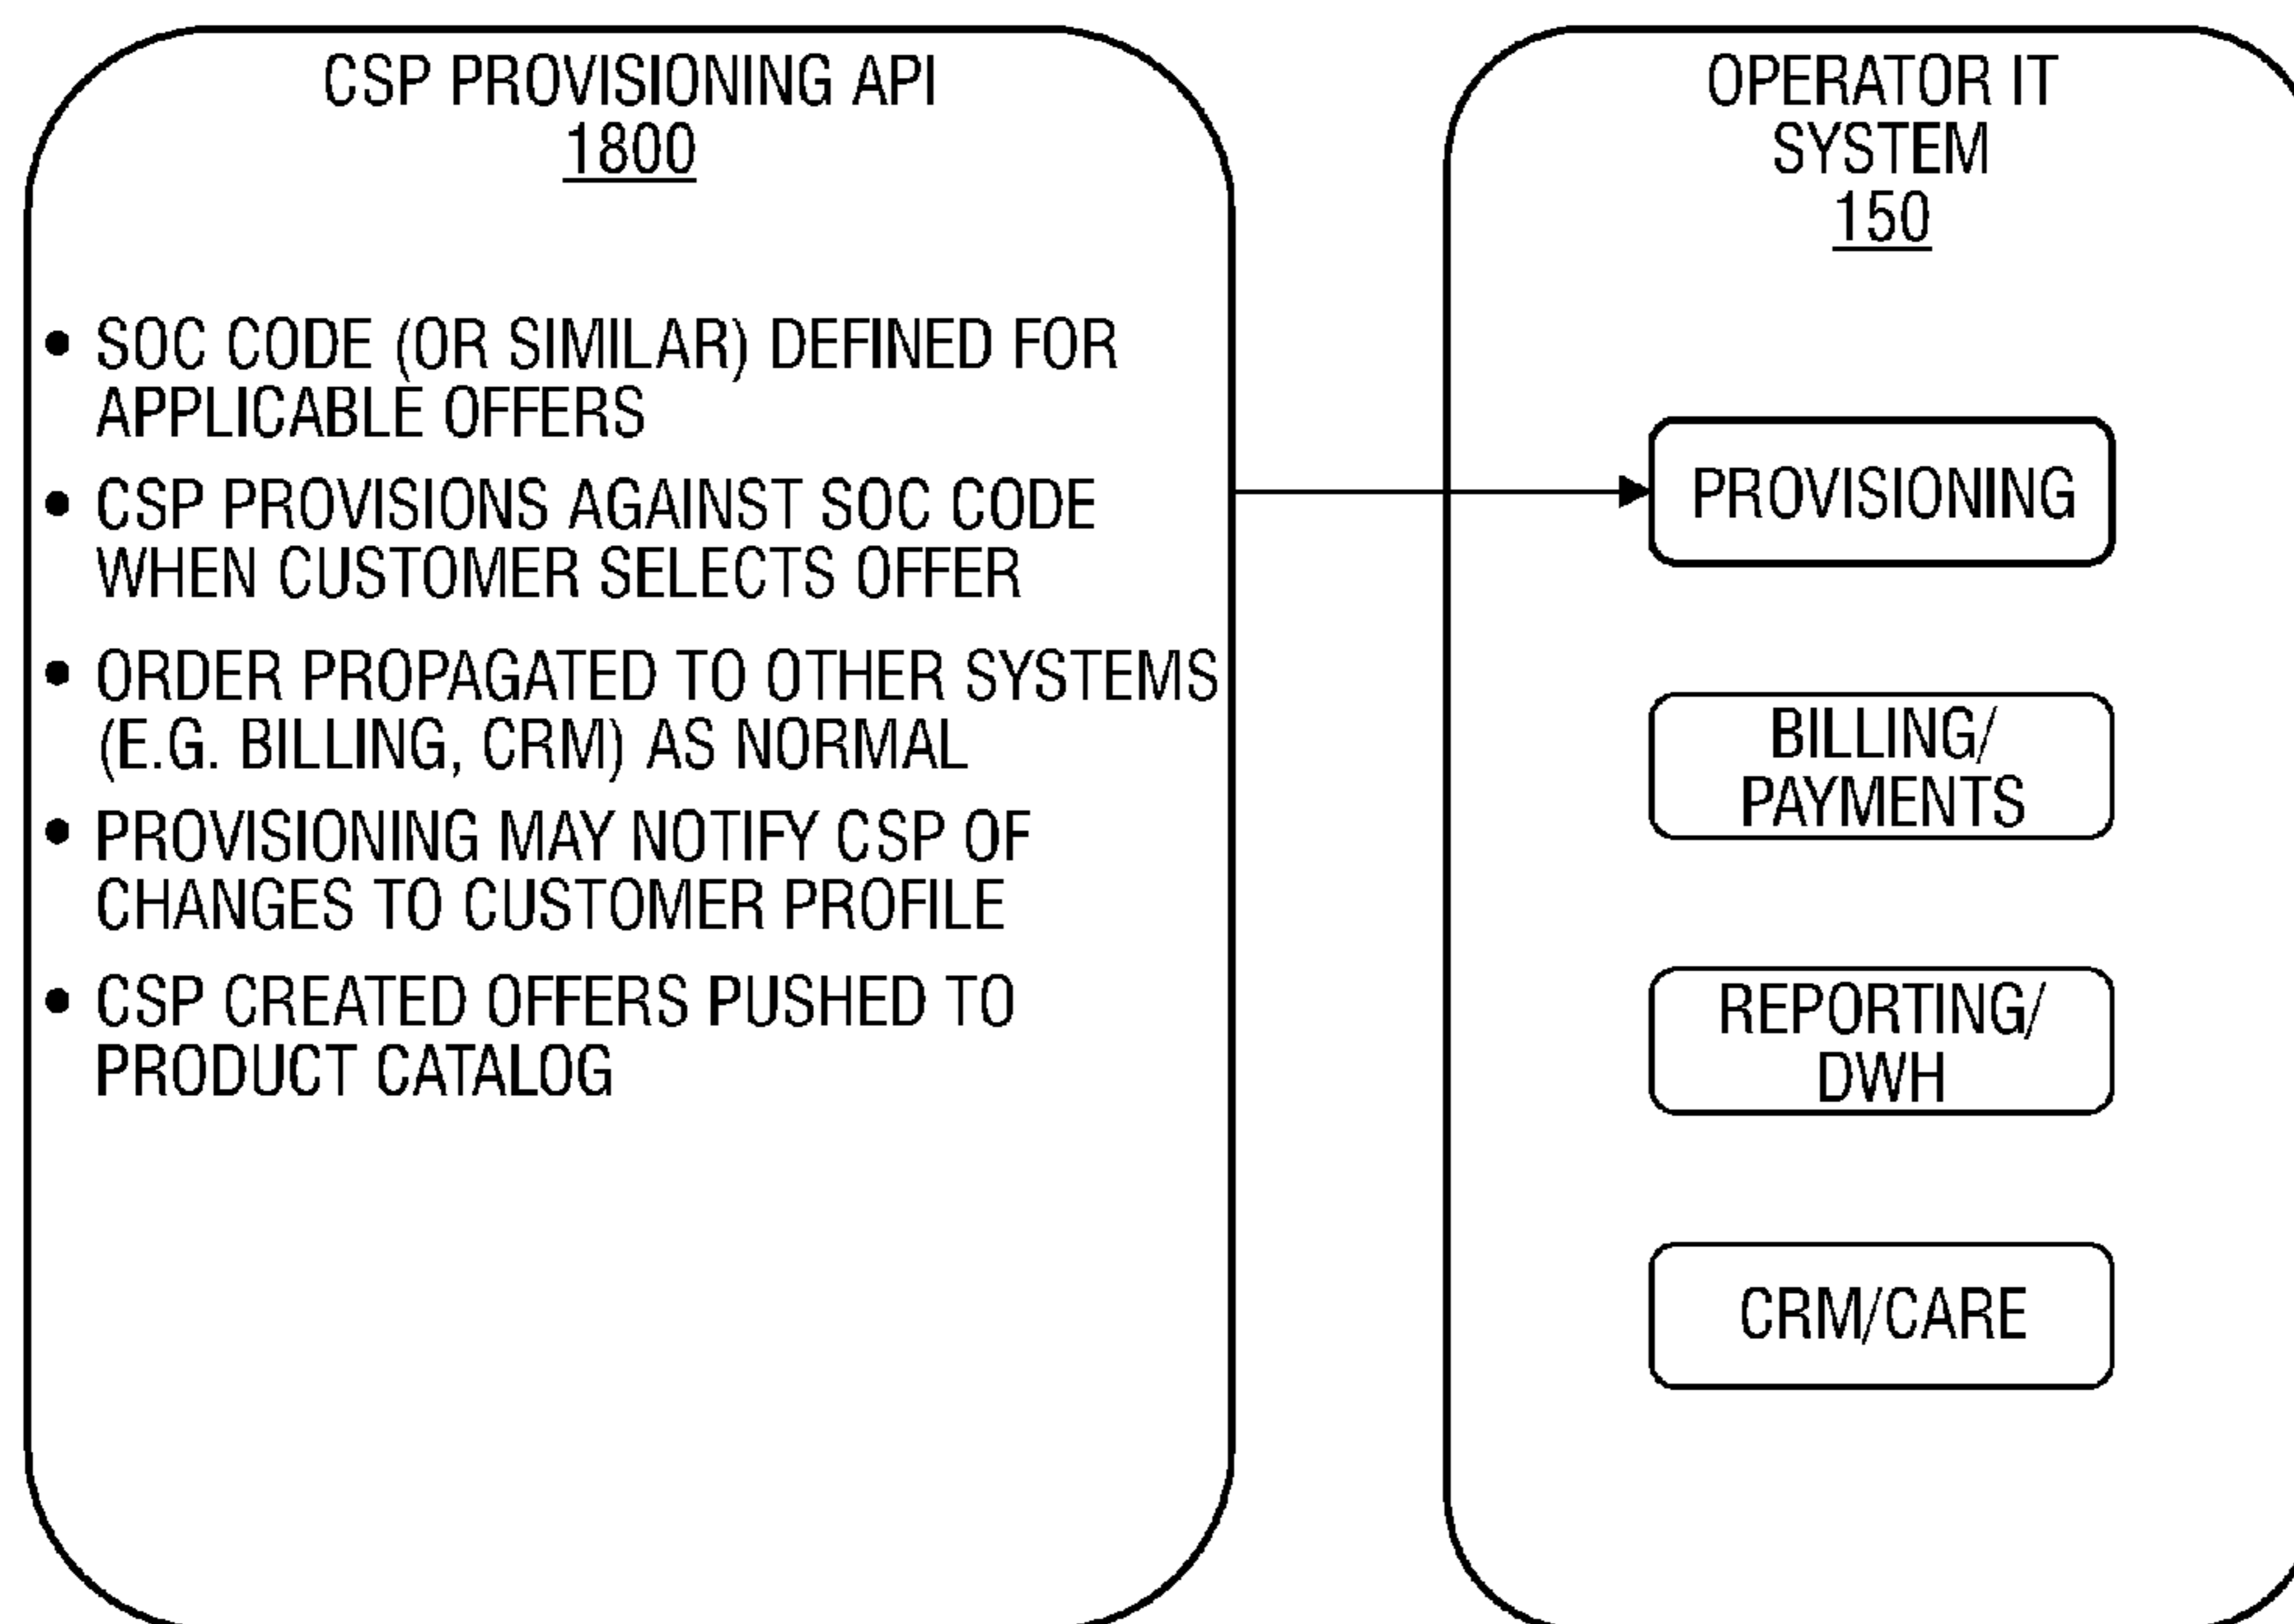 CSP PROVISIONING API
1800
• SOC CODE (OR SIMILAR) DEFINED FOR
APPLICABLE OFFERS
• CSP PROVISIONS AGAINST SOC CODE
WHEN CUSTOMER SELECTS OFFER
• ORDER PROPAGATED TO OTHER SYSTEMS
(E.G. BILLING, CRM) AS NORMAL
• PROVISIONING MAY NOTIFY CSP OF
CHANGES TO CUSTOMER PROFILE
• CSP CREATED OFFERS PUSHED TO
PRODUCT CATALOG
OPERATOR IT
SYSTEM
150
PROVISIONING
BILLING/
PAYMENTS
REPORTING/
DWH
CRM/CARE